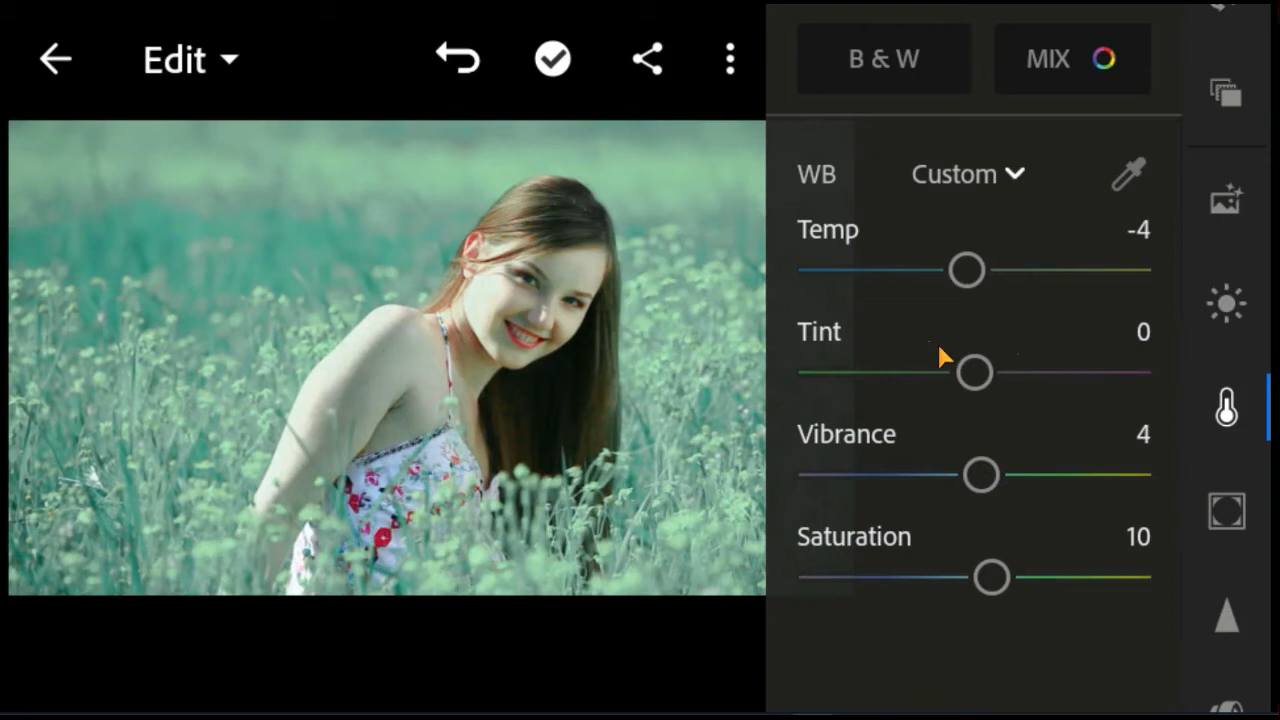 Edit
B & W
MIX
WB
Custom
Temp
-4
Tint
0
Vibrance
4
Saturation
10